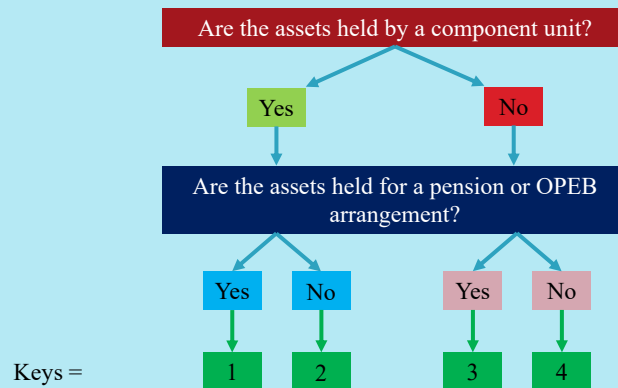 Are the assets held by a component unit?
Yes
No
Are the assets held for a pension or OPEB
arrangement?
Yes
No
Yes
No
Keys =
1
2
3
4